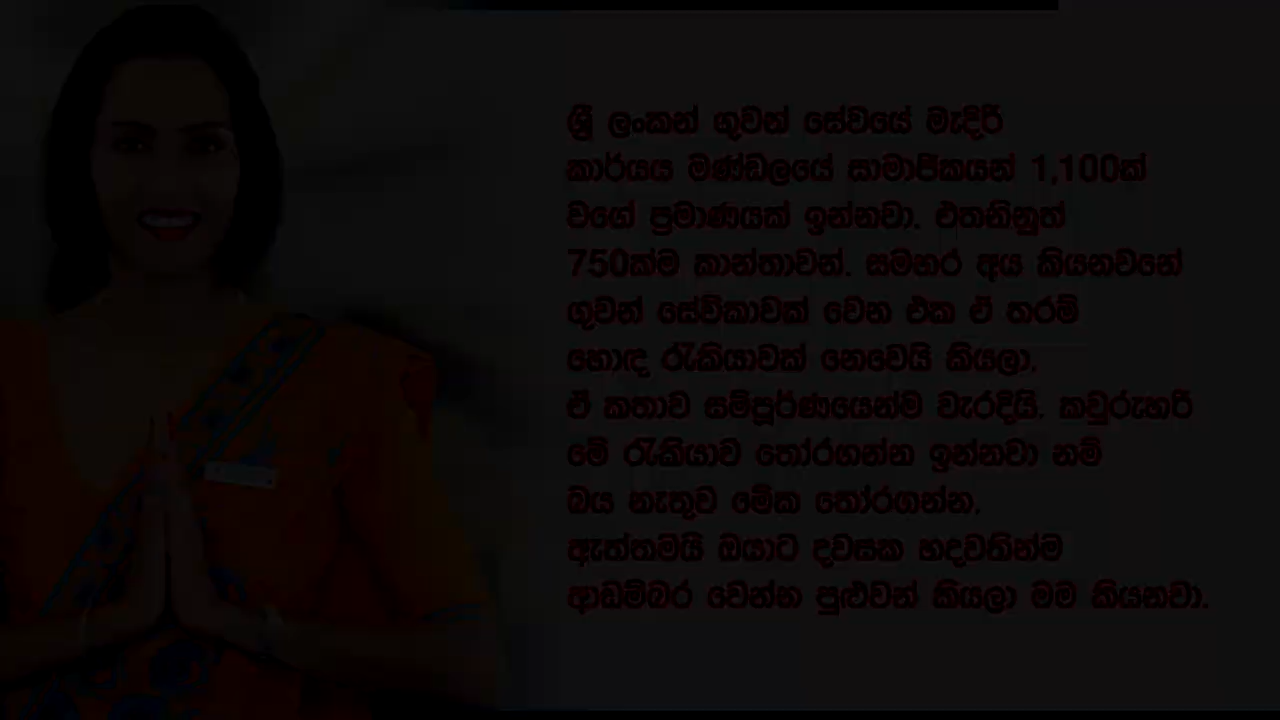 ශ්‍රී ලංකන් ගුවන් සේවයේ මැදිරි
කාර්යය මණ්ඩලයේ සාමාජිකයන් 1,100ක්
වගේ ප්‍රමාණයක් ඉන්නවා. එතනිනුත්
750ක්ම කාන්තාවන්. සමහර අය කියනවනේ
ගුවන් සේවිකාවක් වෙන එක ඒ තරම්
හොඳ රැකියාවක් නෙවෙයි කියලා.
ඒ කතාව සම්පූර්ණයෙන්ම වැරදියි. කවුරුහරි
මේ රැකියාව තෝරගන්න ඉන්නවා නම්
බය නැතුව මේක තෝරගන්න.
ඇත්තමයි ඔයාට දවසක හදවතින්ම
ආඩම්බර වෙන්න පුළුවන් කියලා මම කියනවා.